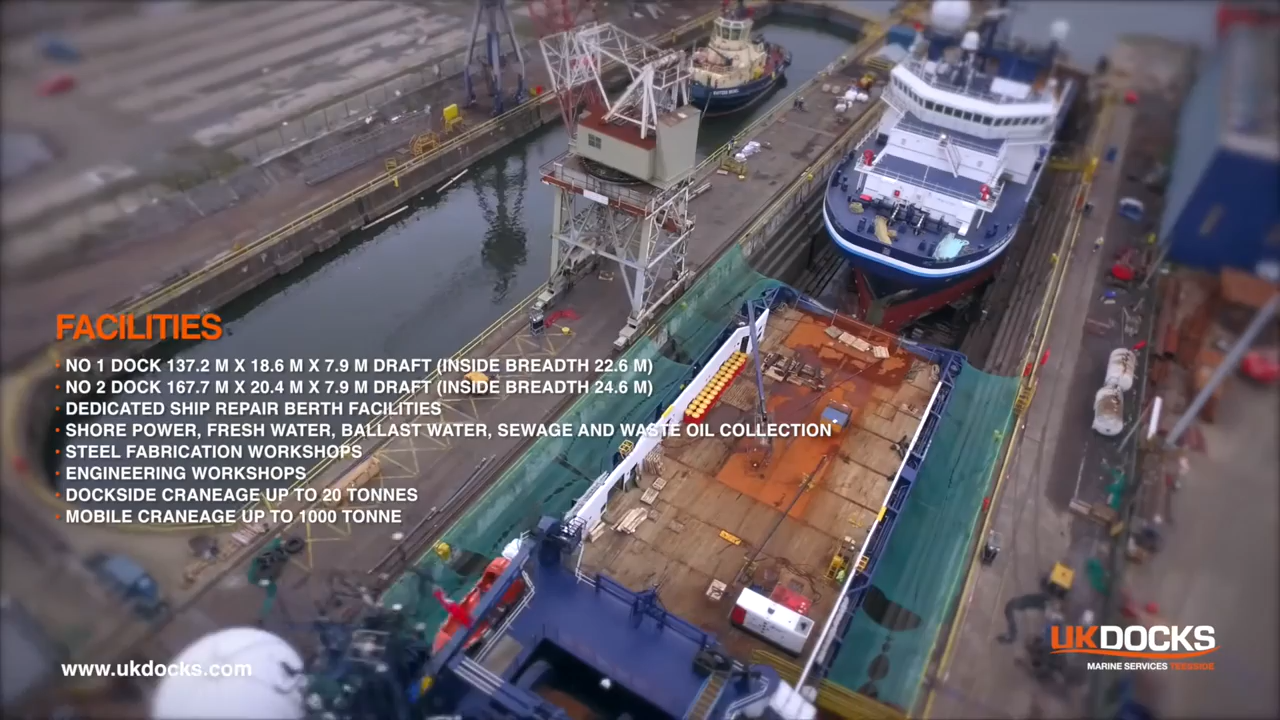 FACILITIES
· NO 1 DOCK 137.2 M X 18.6 M X 7.9 M DRAFT (INSIDE BREADTH 22.6 M)
· NO 2 DOCK 167.7 M X 20.4 M X 7.9 M DRAFT (INSIDE BREADTH 24.6 M)
· DEDICATED SHIP REPAIR BERTH FACILITIES
· SHORE POWER, FRESH WATER, BALLAST WATER, SEWAGE AND WASTE OIL COLLECTION
· STEEL FABRICATION WORKSHOPS
· ENGINEERING WORKSHOPS
· DOCKSIDE CRANEAGE UP TO 20 TONNES
· MOBILE CRANEAGE UP TO 1000 TONNE
www.ukdocks.com
UKDOCKS
MARINE SERVICES TEESSIDE